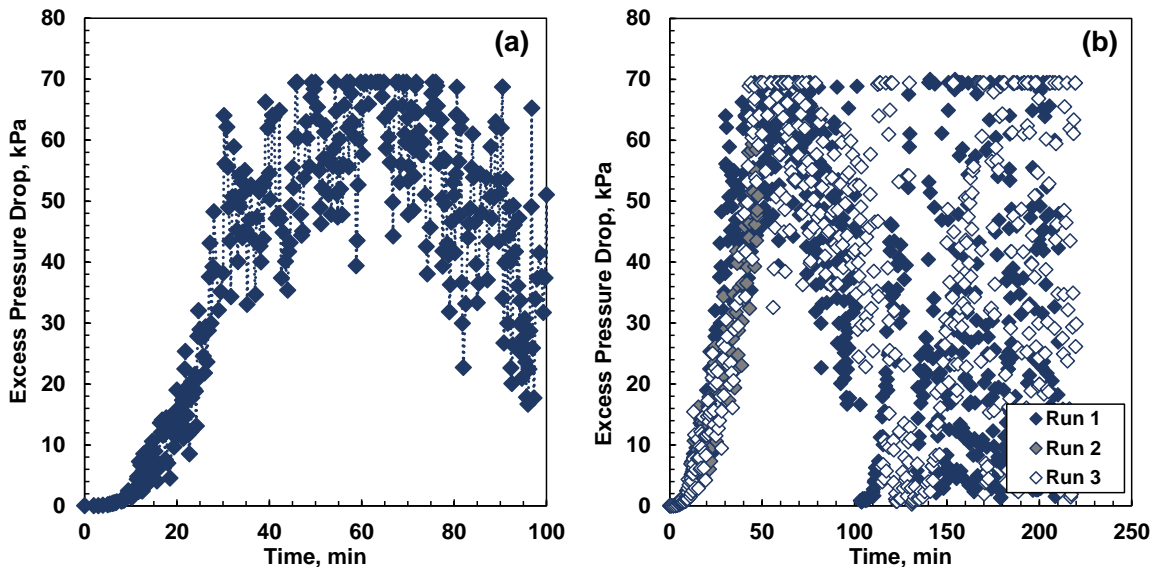 (a)
Excess Pressure Drop, kPa
80
70
60
50
40
30
20
10
0
0 20 40 60 80 100
Time, min
(b)
Excess Pressure Drop, kPa
80
70
60
50
40
30
20
10
0
Run 1
Run 2
Run 3
0 50 100 150 200 250
Time, min